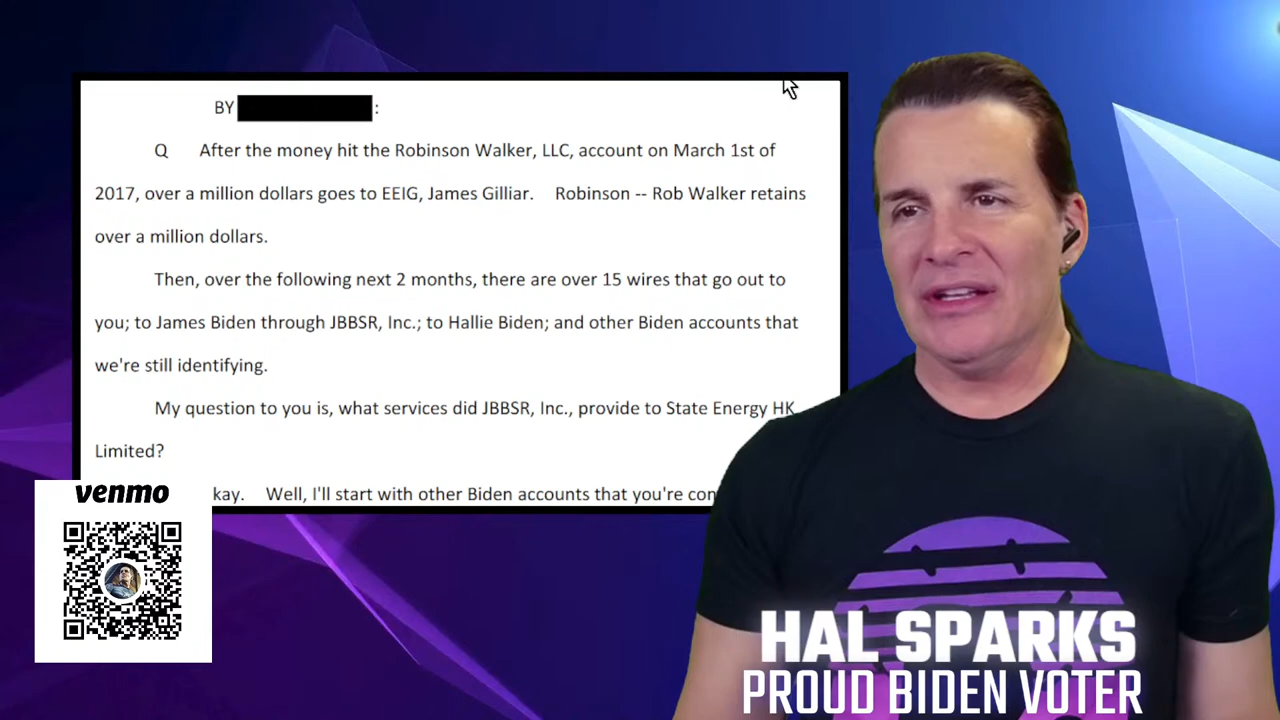 BY :
Q After the money hit the Robinson Walker, LLC, account on March 1st of
2017, over a million dollars goes to EEIG, James Gilliar. Robinson -- Rob Walker retains
over a million dollars.
Then, over the following next 2 months, there are over 15 wires that go out to
you; to James Biden through JBBSR, Inc.; to Hallie Biden; and other Biden accounts that
we're still identifying.
My question to you is, what services did JBBSR, Inc., provide to State Energy HK
Limited?
kay. Well, I'll start with other Biden accounts that you're con
venmo
HAL SPARKS
PROUD BIDEN VOTER